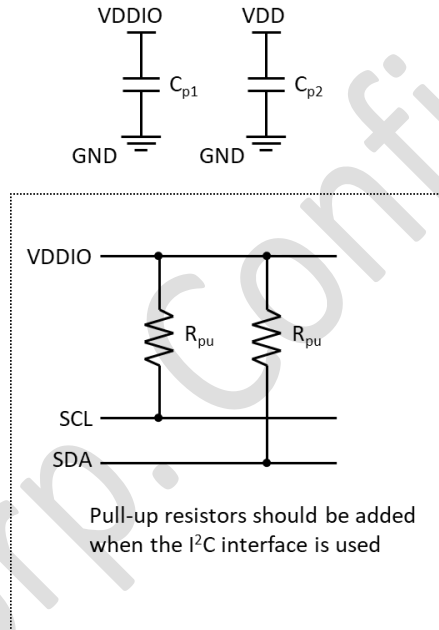 VDDIO VDD
Cp1 Cp2
GND GND
VDDIO
Rpu Rpu
SCL
SDA
Pull-up resistors should be added
when the I²C interface is used